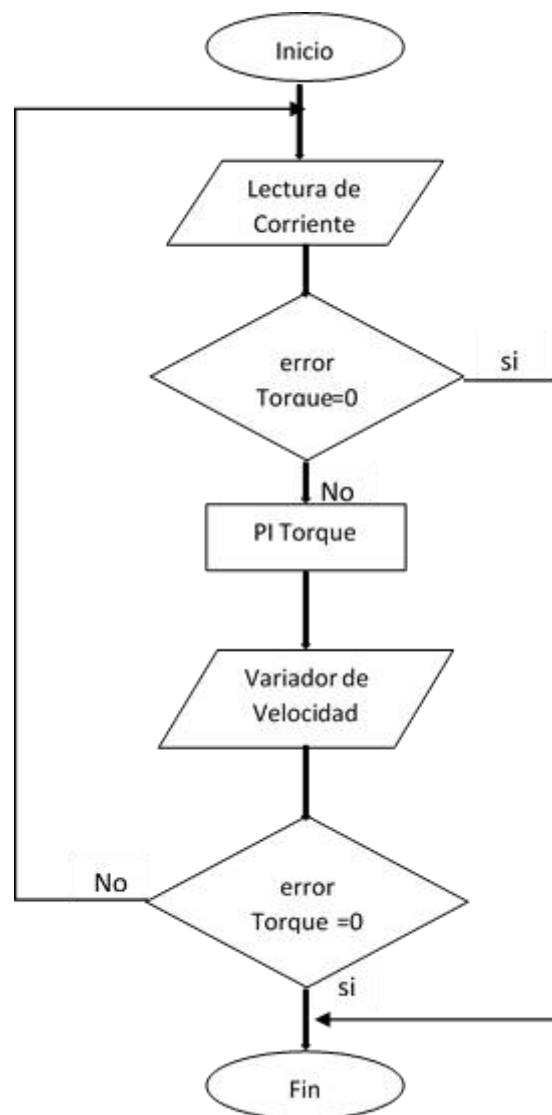 Inicio
Lectura de
Corriente
error
Torque=0
si
No
PI Torque
Variador de
Velocidad
No
error
Torque =0
si
Fin